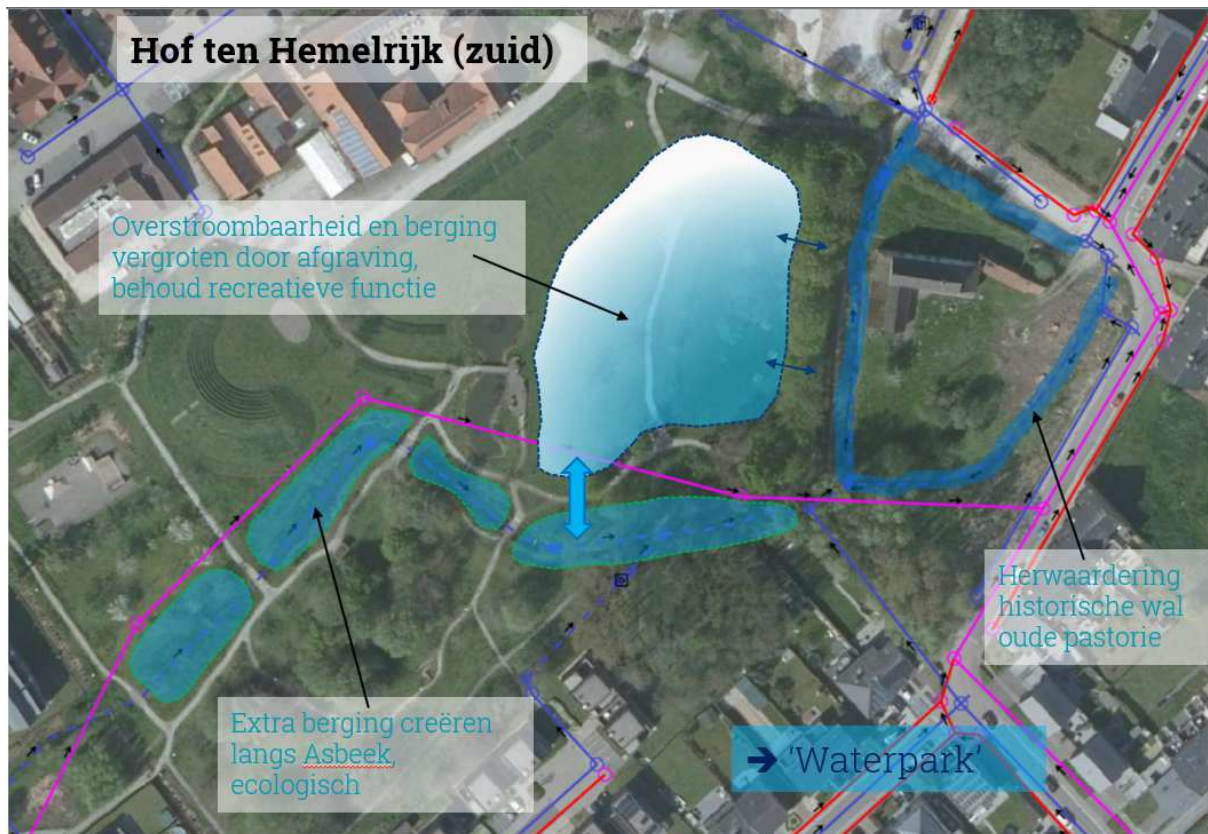 Hof ten Hemelrijk (zuid)
Overstroombaarheid en berging
vergroten door afgraving,
behoud recreatieve functie
Herwaardering
historische wal
oude pastorie
Extra berging creëren
langs Asbeek,
ecologisch
➔ ‘Waterpark’